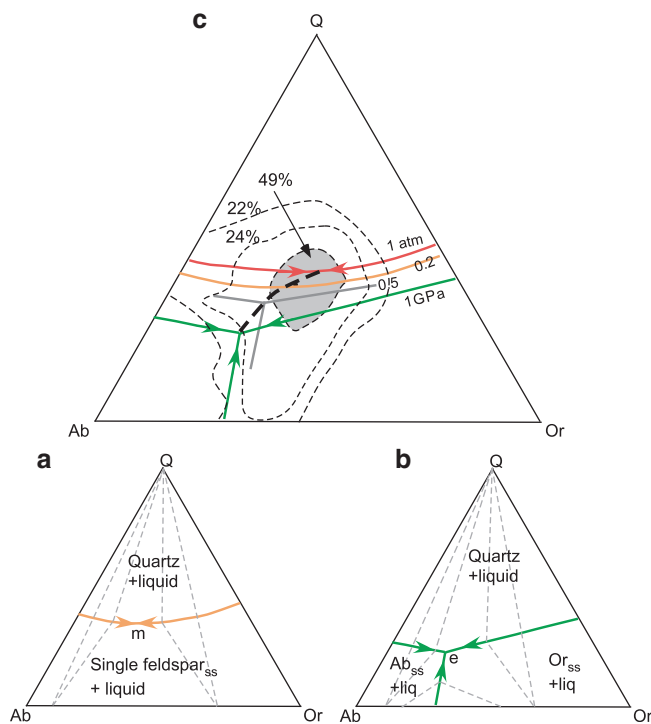 c
Q
49%
22%
24%
1 atm
0.2
0.5
1GPa
Ab
Or
a
Q
Quartz
+liquid
m
Single feldspar_ss
+ liquid
Ab
Or
b
Q
Quartz
+liquid
Ab_ss
+liq
e
Or_ss
+liq
Ab
Or